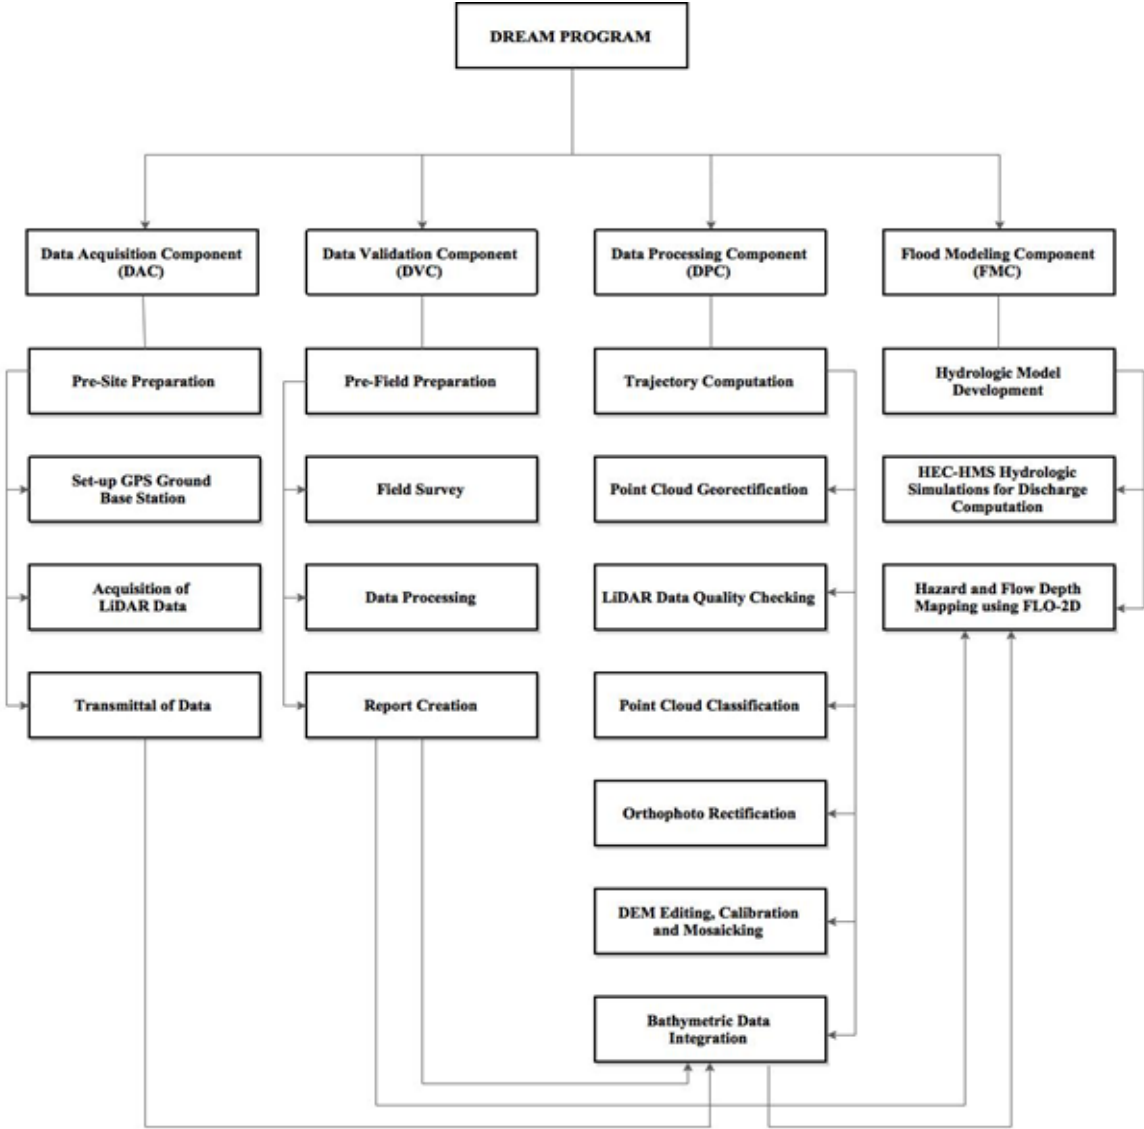 DREAM PROGRAM
Data Acquisition Component
(DAC)
Data Validation Component
(DVC)
Data Processing Component
(DPC)
Flood Modeling Component
(FMC)
Pre-Site Preparation
Pre-Field Preparation
Trajectory Computation
Hydrologic Model
Development
Set-up GPS Ground
Base Station
Field Survey
Point Cloud Georectification
HEC-HMS Hydrologic
Simulations for Discharge
Computation
Acquisition of
LiDAR Data
Data Processing
LiDAR Data Quality Checking
Hazard and Flow Depth
Mapping using FLO-2D
Transmittal of Data
Report Creation
Point Cloud Classification
Orthophoto Rectification
DEM Editing, Calibration
and Mosaicking
Bathymetric Data
Integration